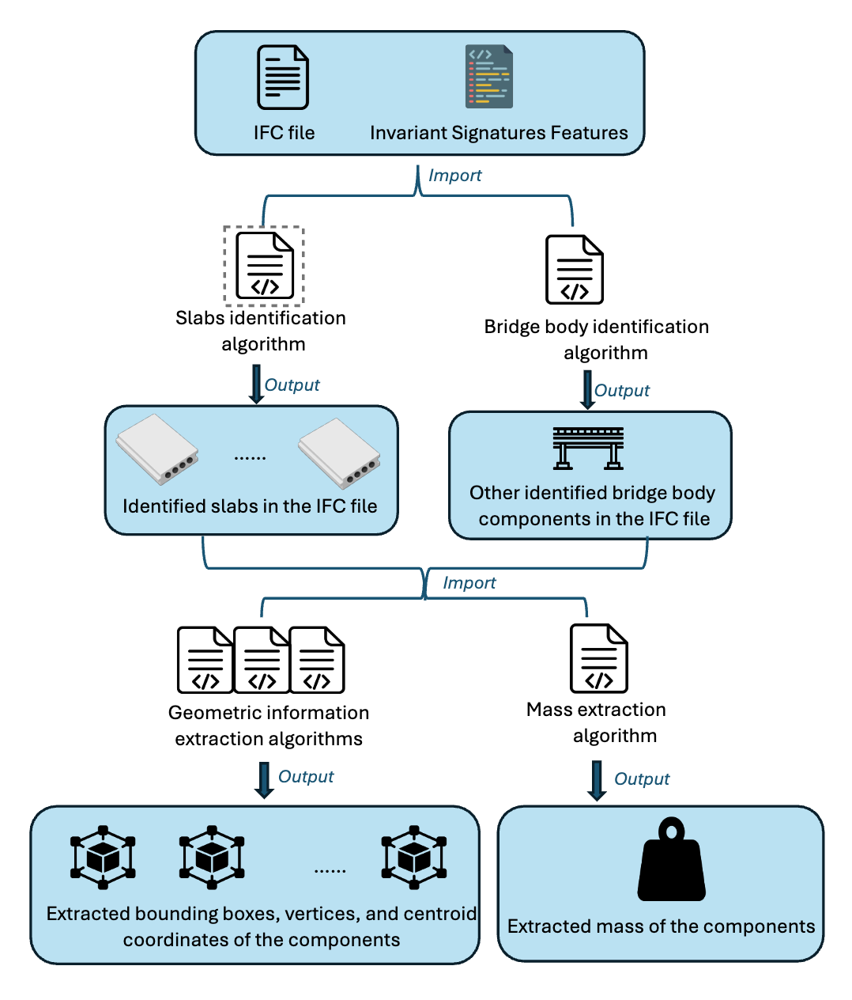 IFC file
Invariant Signatures Features
Import
Slabs identification
algorithm
Bridge body identification
algorithm
Output
Output
......
Identified slabs in the IFC file
Other identified bridge body
components in the IFC file
Import
Geometric information
extraction algorithms
Mass extraction
algorithm
Output
Output
......
Extracted bounding boxes, vertices, and centroid
coordinates of the components
Extracted mass of the components